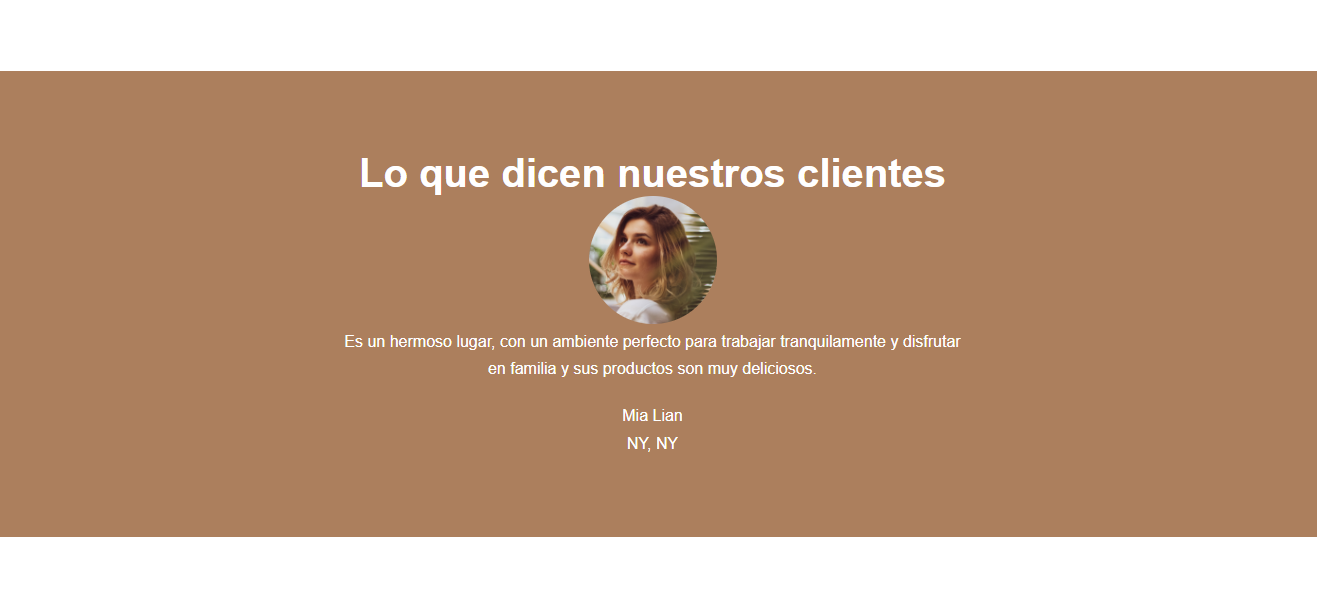 Lo que dicen nuestros clientes
Es un hermoso lugar, con un ambiente perfecto para trabajar tranquilamente y disfrutar
en familia y sus productos son muy deliciosos.
Mia Lian
NY, NY